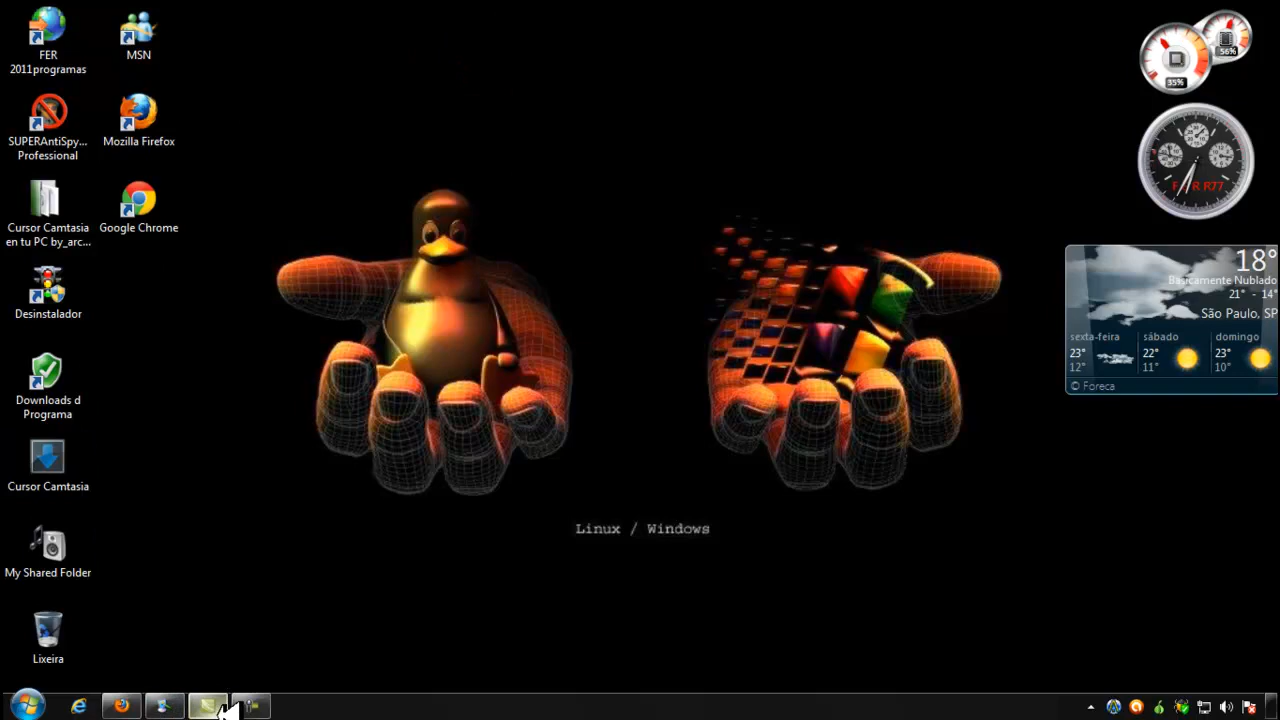 FER
2011programas
MSN
SUPERAntiSpy...
Professional
Mozilla Firefox
Cursor Camtasia
en tu PC by_arc...
Google Chrome
Desinstalador
Downloads d
Programa
Cursor Camtasia
My Shared Folder
Lixeira
Linux / Windows
56%
35%
18°
Basicamente Nublado
21° - 14°
São Paulo, SP
sexta-feira sábado domingo
23° 22° 23°
12° 11° 10°
© Foreca